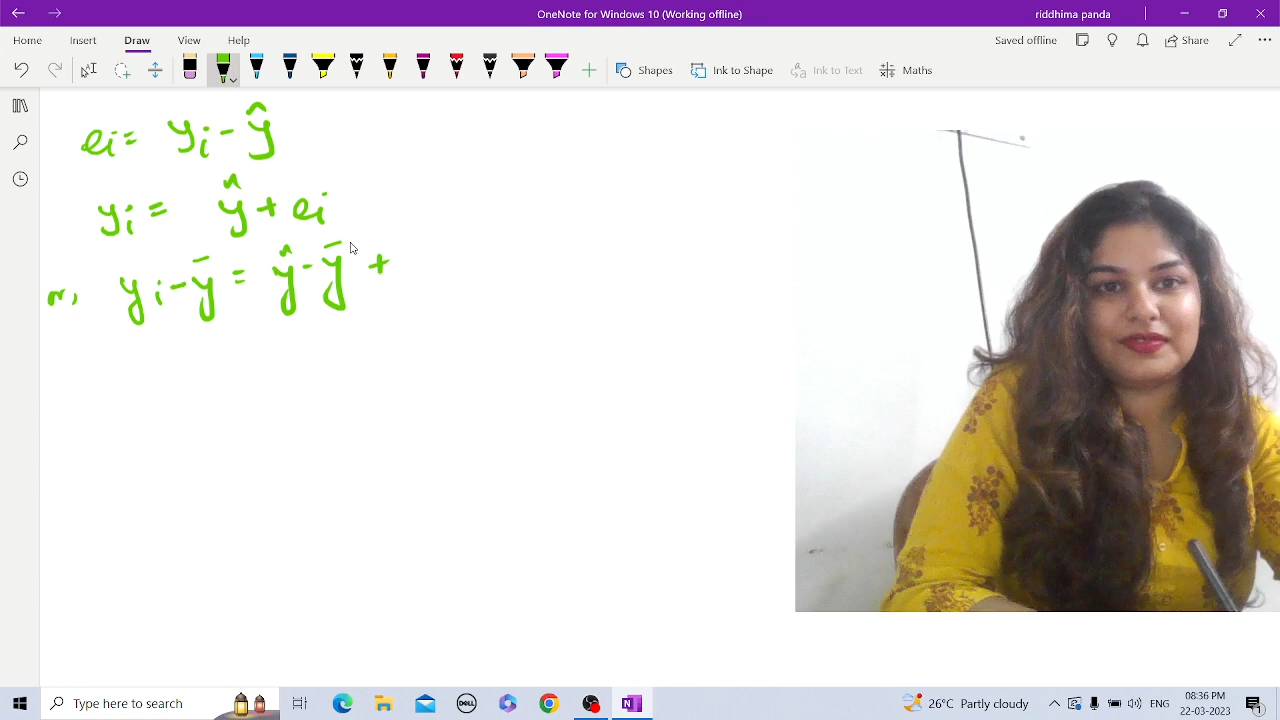 OneNote for Windows 10 (Working offline)
riddhima panda
Home Insert Draw View Help
Saved offline
Share
Shapes
Ink to Shape
Ink to Text
Maths
ei = yi - ŷ
yi = ŷ + ei
yi - ȳ = ŷ - ȳ +
Type here to search
DELL
26°C Partly cloudy
ENG
08:36 PM
22-03-2023
1